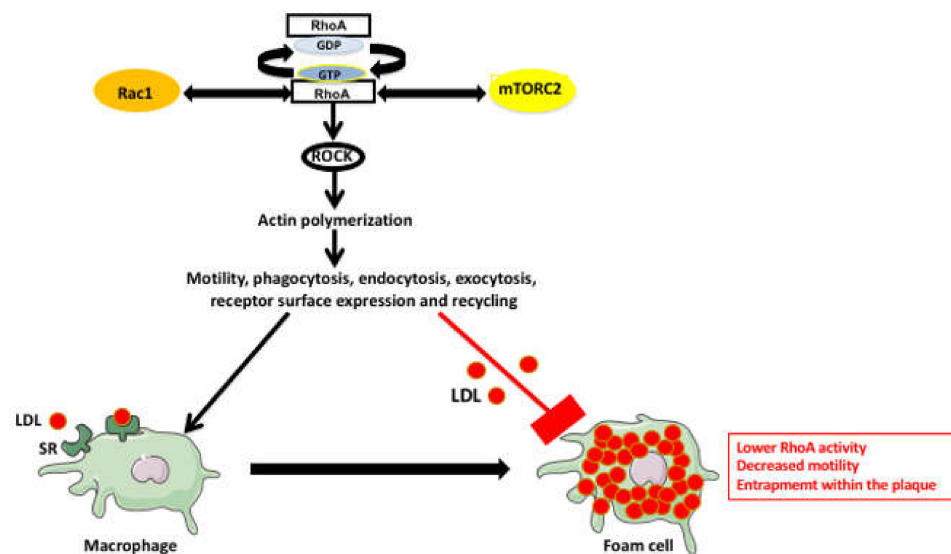 RhoA
GDP
GTP
RhoA
Rac1
mTORC2
ROCK
Actin polymerization
Motility, phagocytosis, endocytosis, exocytosis,
receptor surface expression and recycling
LDL
LDL
SR
Lower RhoA activity
Decreased motility
Entrapmemt within the plaque
Macrophage
Foam cell